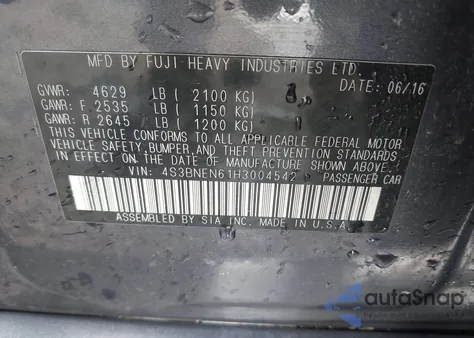 MFD BY FUJI HEAVY INDUSTRIES LTD.
DATE: 06/16
GVWR: 4629 LB ( 2100 KG)
GAWR: F 2535 LB ( 1150 KG)
GAWR: R 2645 LB ( 1200 KG)
THIS VEHICLE CONFORMS TO ALL APPLICABLE FEDERAL MOTOR
VEHICLE SAFETY, BUMPER, AND THEFT PREVENTION STANDARDS
IN EFFECT ON THE DATE OF MANUFACTURE SHOWN ABOVE.
VIN: 4S3BNEN61H3004542 PASSENGER CAR
ASSEMBLED BY SIA INC. MADE IN U.S.A.
autoSnap